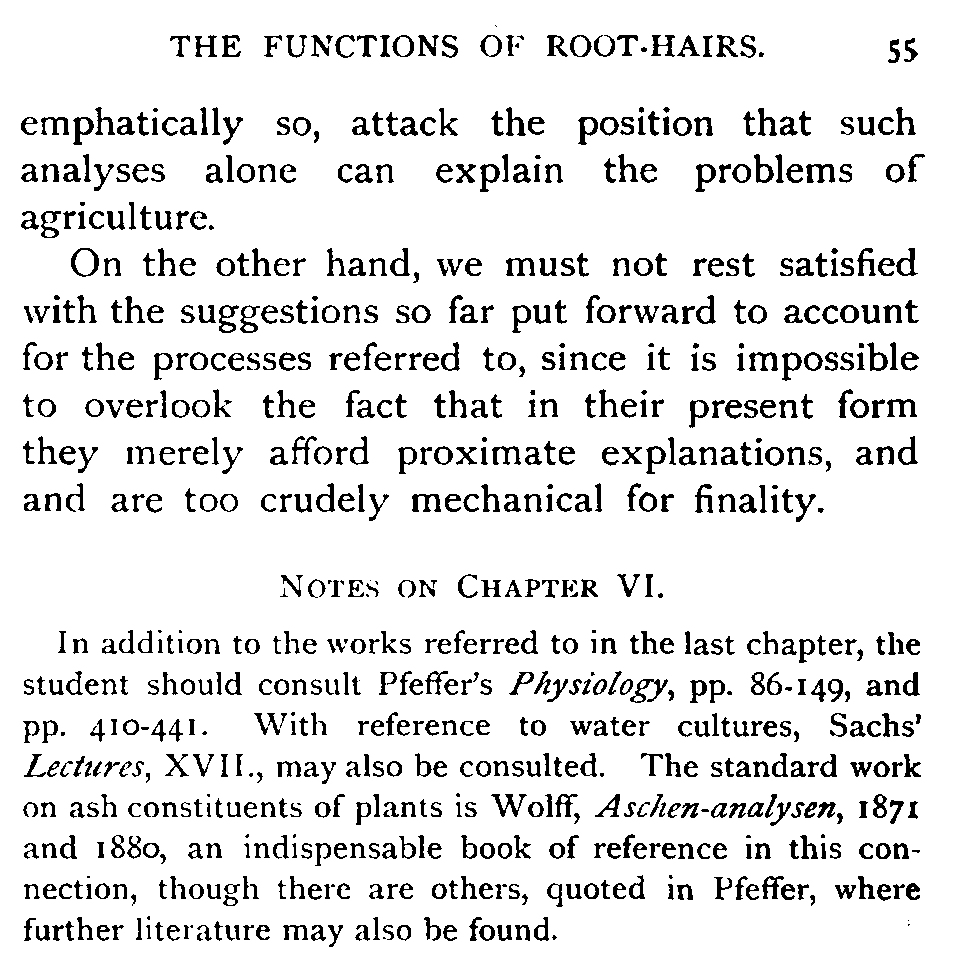 THE FUNCTIONS OF ROOT-HAIRS. 55
emphatically so, attack the position that such
analyses alone can explain the problems of
agriculture.
On the other hand, we must not rest satisfied
with the suggestions so far put forward to account
for the processes referred to, since it is impossible
to overlook the fact that in their present form
they merely afford proximate explanations, and
and are too crudely mechanical for finality.
NOTES ON CHAPTER VI.
In addition to the works referred to in the last chapter, the
student should consult Pfeffer's Physiology, pp. 86-149, and
pp. 410-441. With reference to water cultures, Sachs'
Lectures, XVII., may also be consulted. The standard work
on ash constituents of plants is Wolff, Aschen-analysen, 1871
and 1880, an indispensable book of reference in this con-
nection, though there are others, quoted in Pfeffer, where
further literature may also be found.